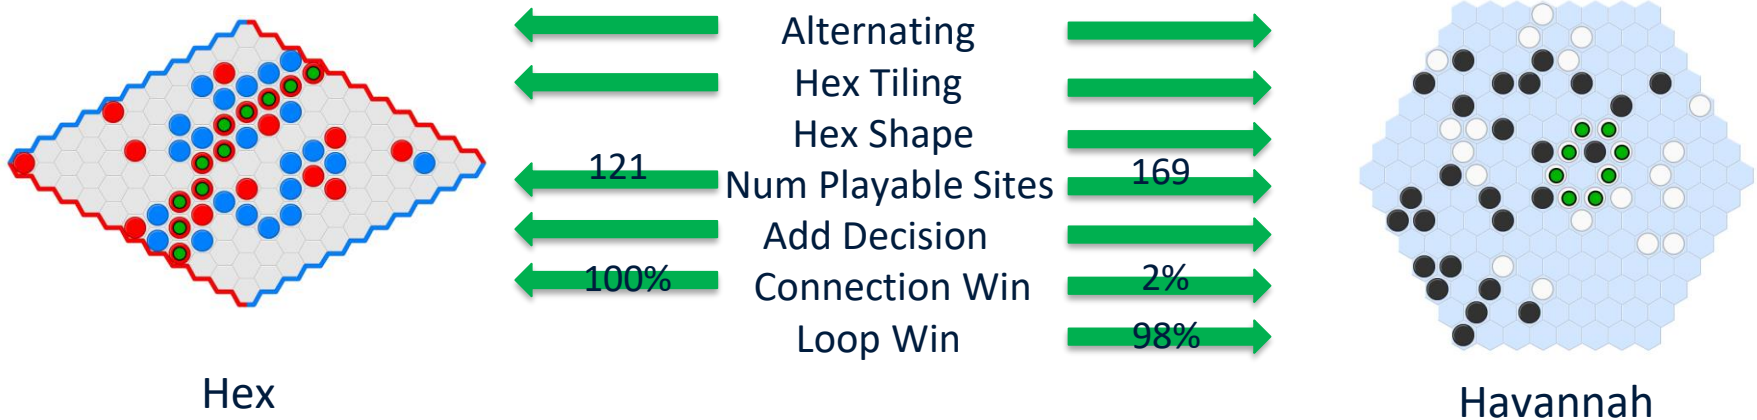 Alternating
Hex Tiling
Hex Shape
121 Num Playable Sites 169
Add Decision
100% Connection Win 2%
Loop Win 98%
Hex
Havannah